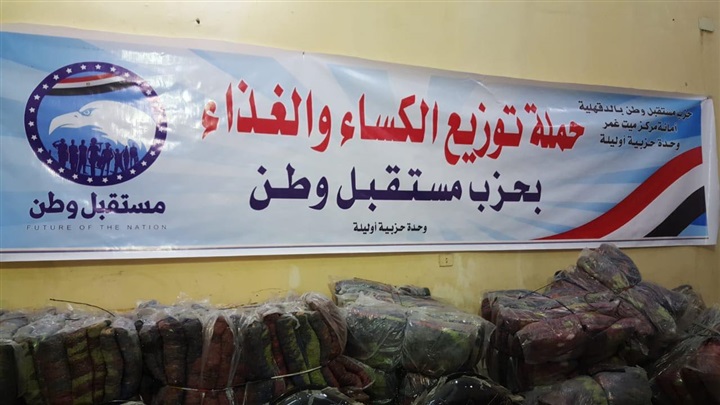 حزب مستقبل وطن بالدقهلية
أمانة مركز ميت غمر
وحدة حزبية أوليلة
حملة توزيع الكساء والغذاء
بحزب مستقبل وطن
وحدة حزبية أوليلة
مستقبل وطن
FUTURE OF THE NATION